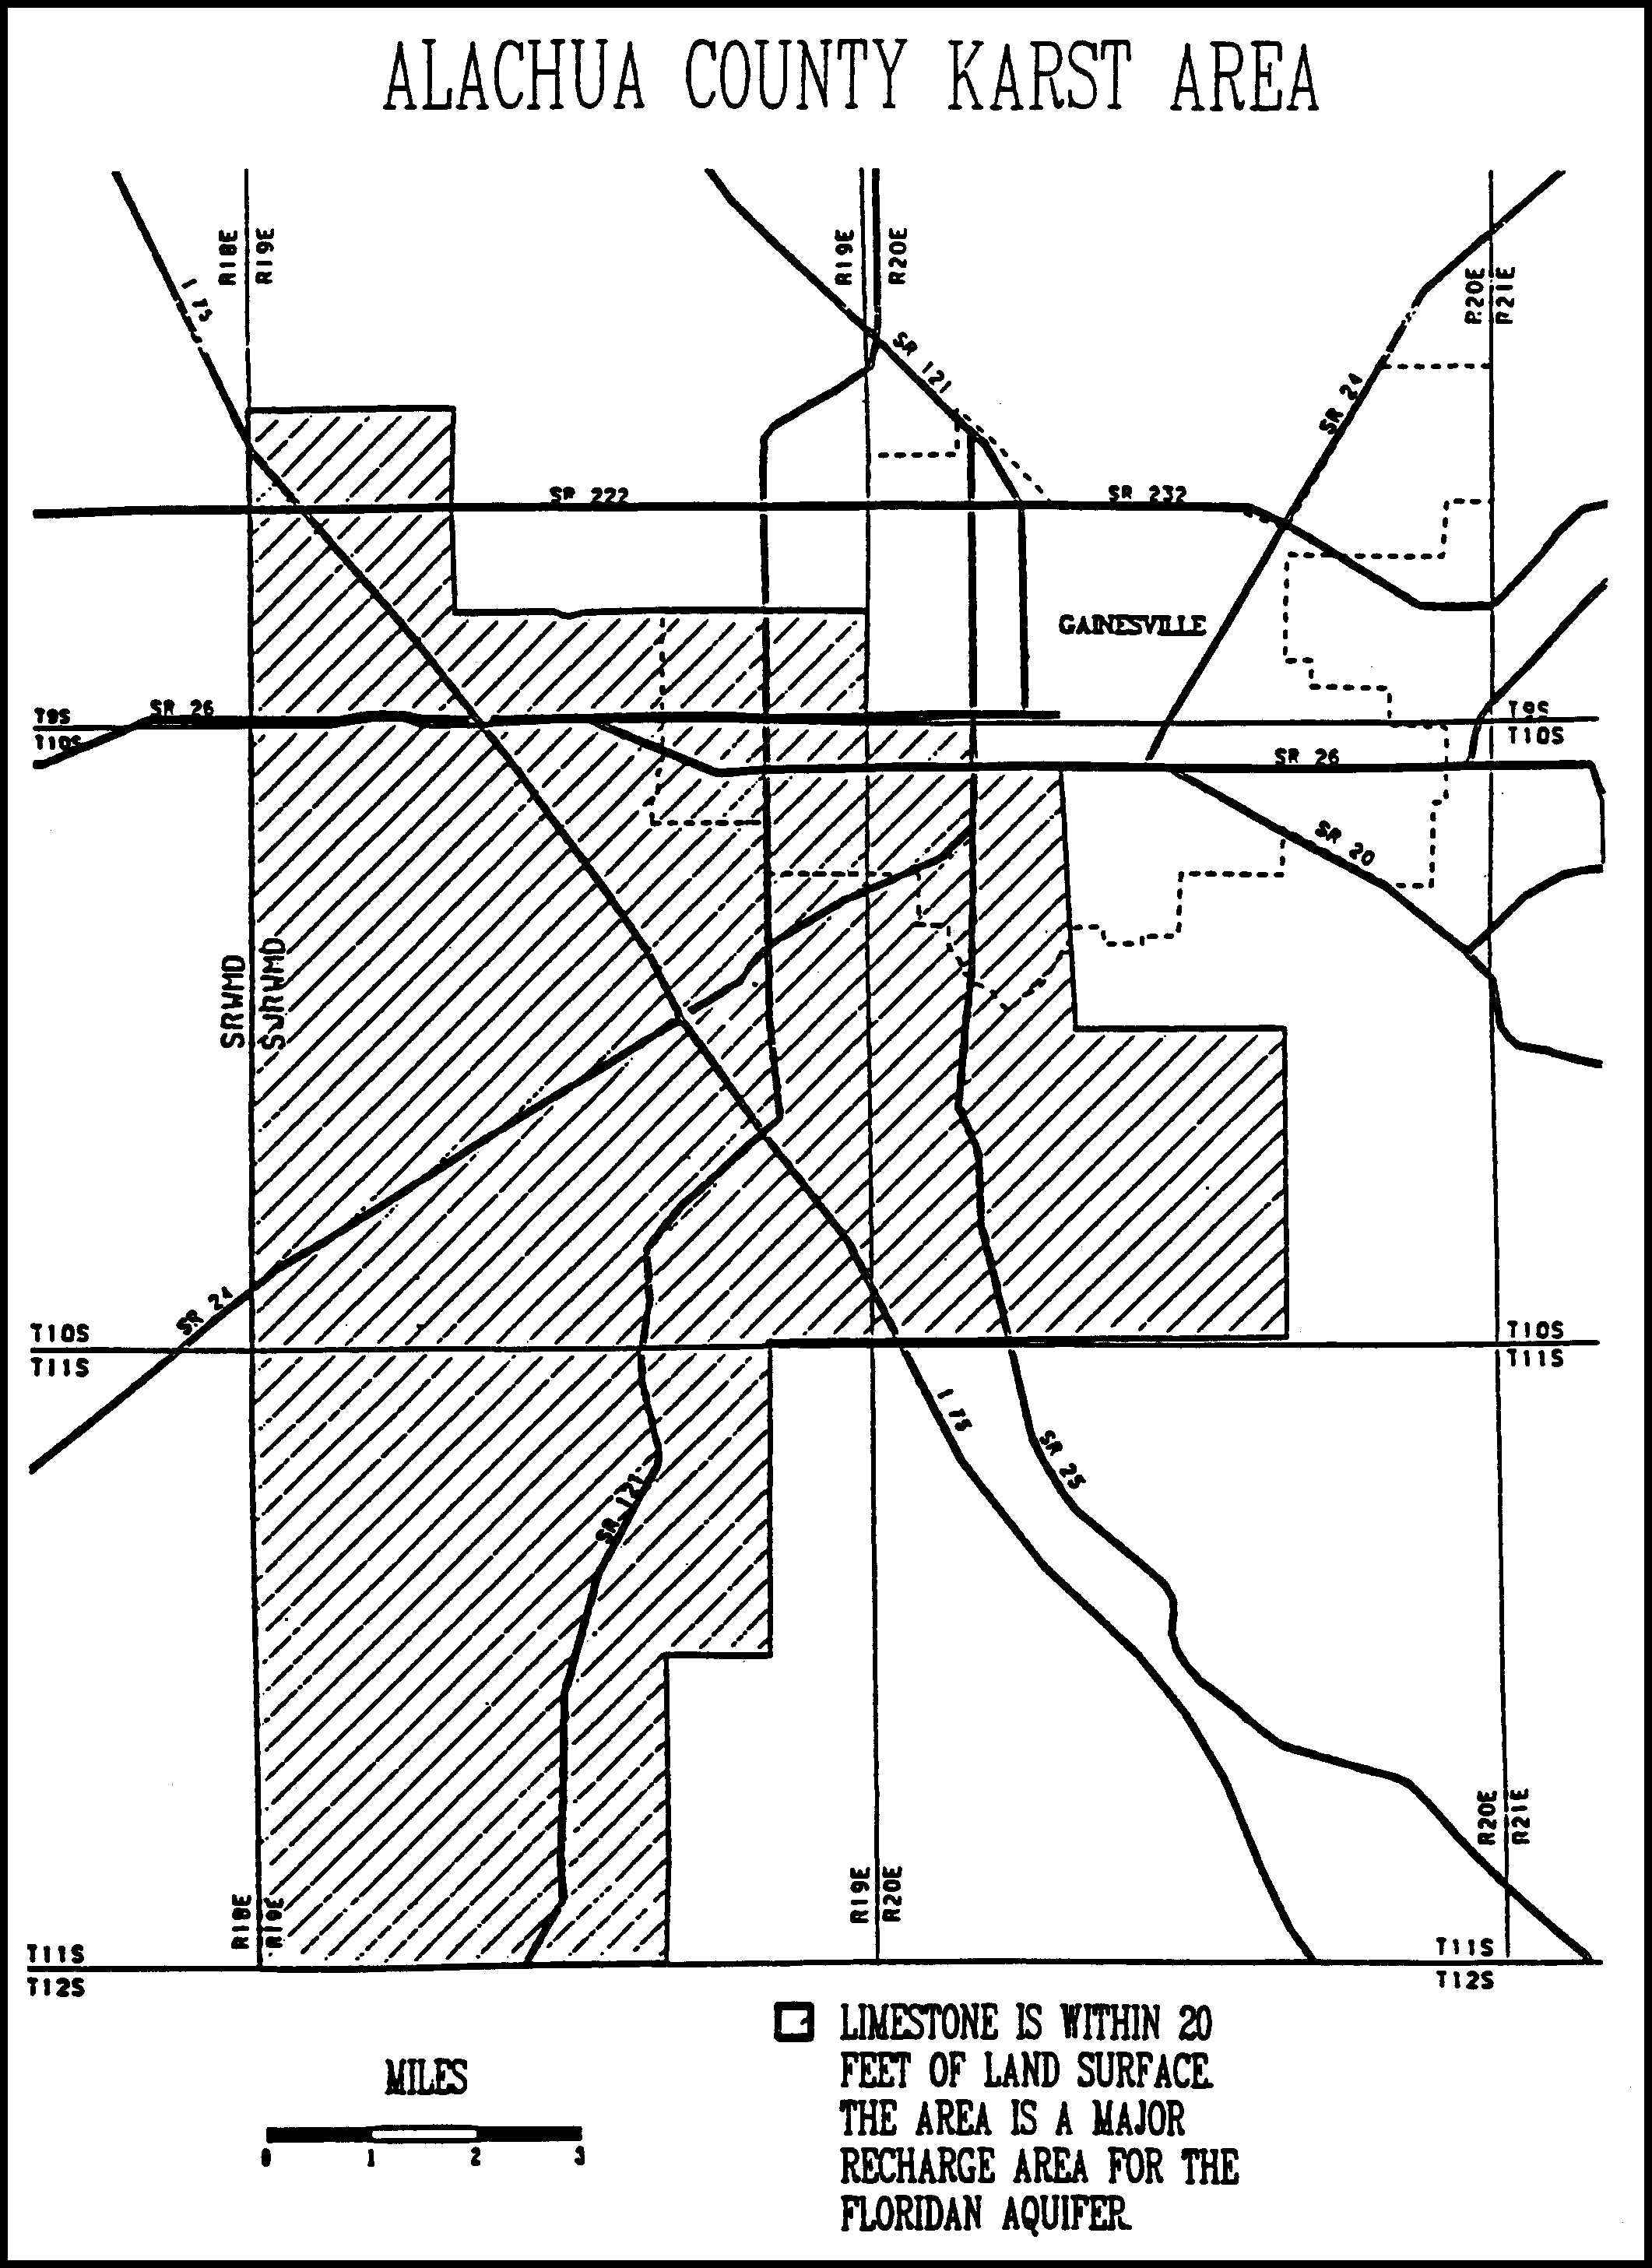 ALACHUA COUNTY KARST AREA
R18E
R19E
R19E
R20E
R20E
R21E
I 75
SR 121
SR 24
SR 222
SR 232
GAINESVILLE
T9S
T10S
SR 26
T9S
T10S
SR 26
SR 20
SRWMD
SJRWMD
SR 24
T10S
T11S
T10S
T11S
I 75
SR 25
SR 121
R20E
R21E
R19E
R20E
R18E
R19E
T11S
T12S
T11S
T12S
LIMESTONE IS WITHIN 20
FEET OF LAND SURFACE.
THE AREA IS A MAJOR
RECHARGE AREA FOR THE
FLORIDAN AQUIFER.
MILES
0 1 2 3